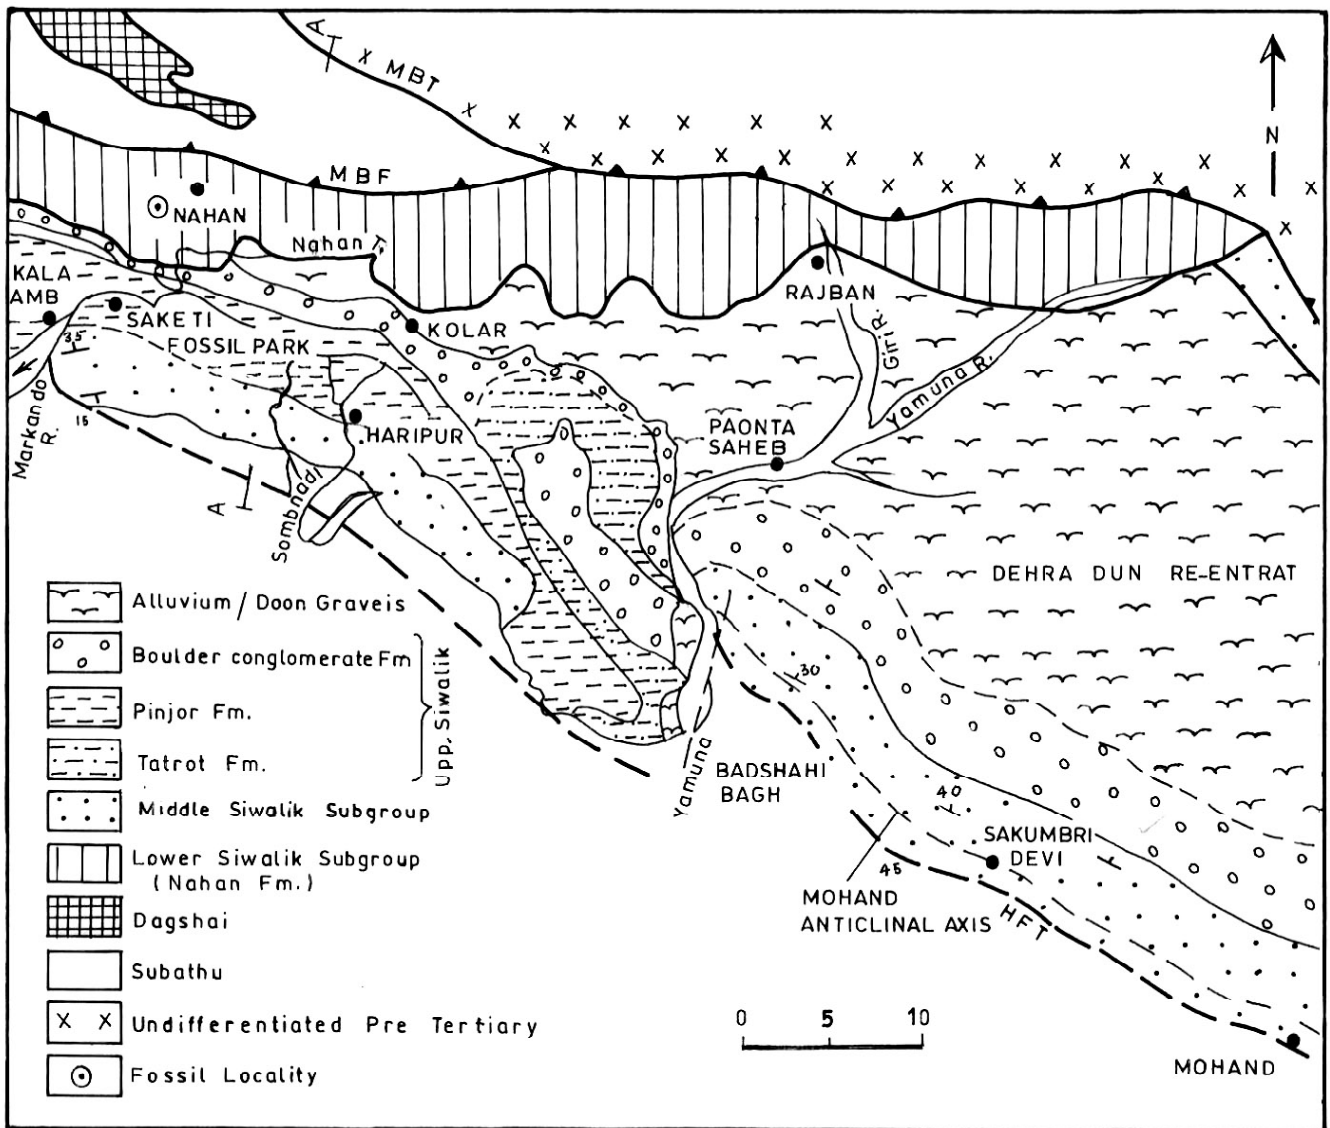 A
MBT
N
MBF
NAHAN
Nahan T.
KALA
AMB
SAKETI
FOSSIL PARK
RAJBAN
KOLAR
Giri R.
Yamuna R.
35
15
Markando
R.
HARIPUR
PAONTA
SAHEB
A
Sombnadi
DEHRA DUN RE-ENTRAT
30
Yamuna
BADSHAHI
BAGH
40
SAKUMBRI
DEVI
45
MOHAND
ANTICLINAL AXIS
HFT
MOHAND
Alluvium / Doon Graveis
Boulder conglomerate Fm
Pinjor Fm.
Tatrot Fm.
Upp. Siwalik
Middle Siwalik Subgroup
Lower Siwalik Subgroup
(Nahan Fm.)
Dagshai
Subathu
Undifferentiated Pre Tertiary
Fossil Locality
0 5 10